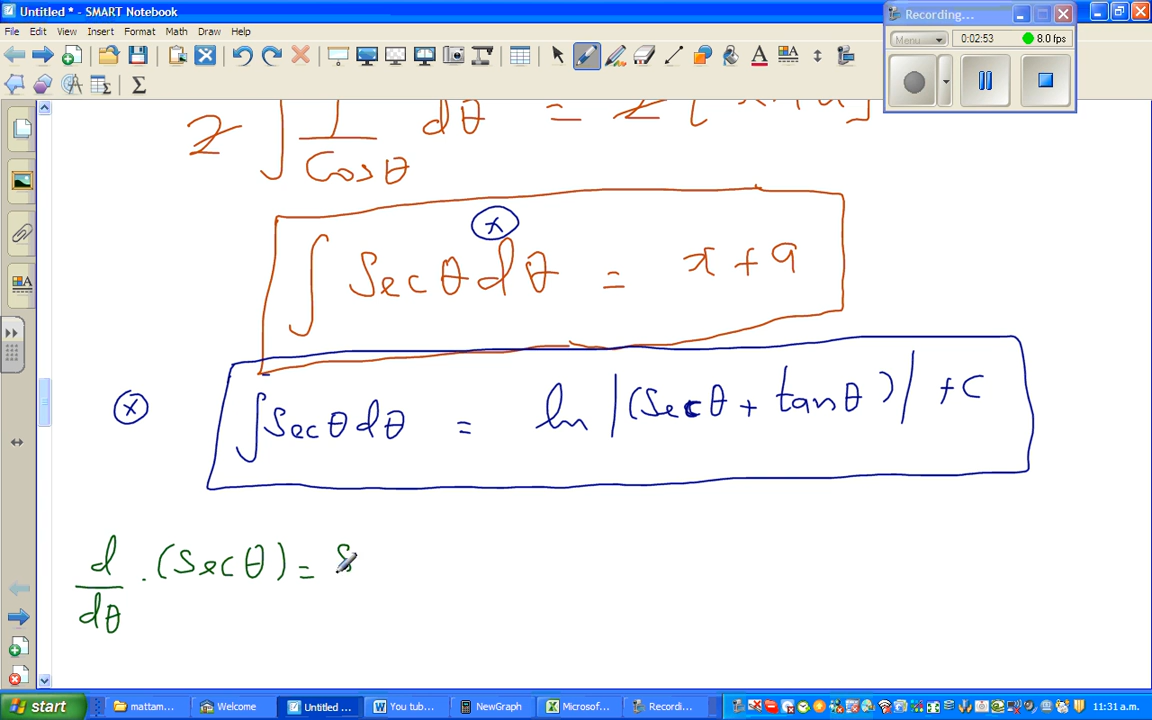 Untitled * - SMART Notebook
Recording...
File Edit View Insert Format Math Draw Help
Menu 0:02:53 8.0 fps
2 ∫ 1/Cosθ dθ = 2
∫ Secθ dθ = x + a
x
x ∫ Secθ dθ = ln |(Secθ + tanθ)| + C
d/dθ . (Secθ) = S
start mattam... Welcome Untitled ... You tub... NewGraph Microsof... Recordi... 11:31 a.m.